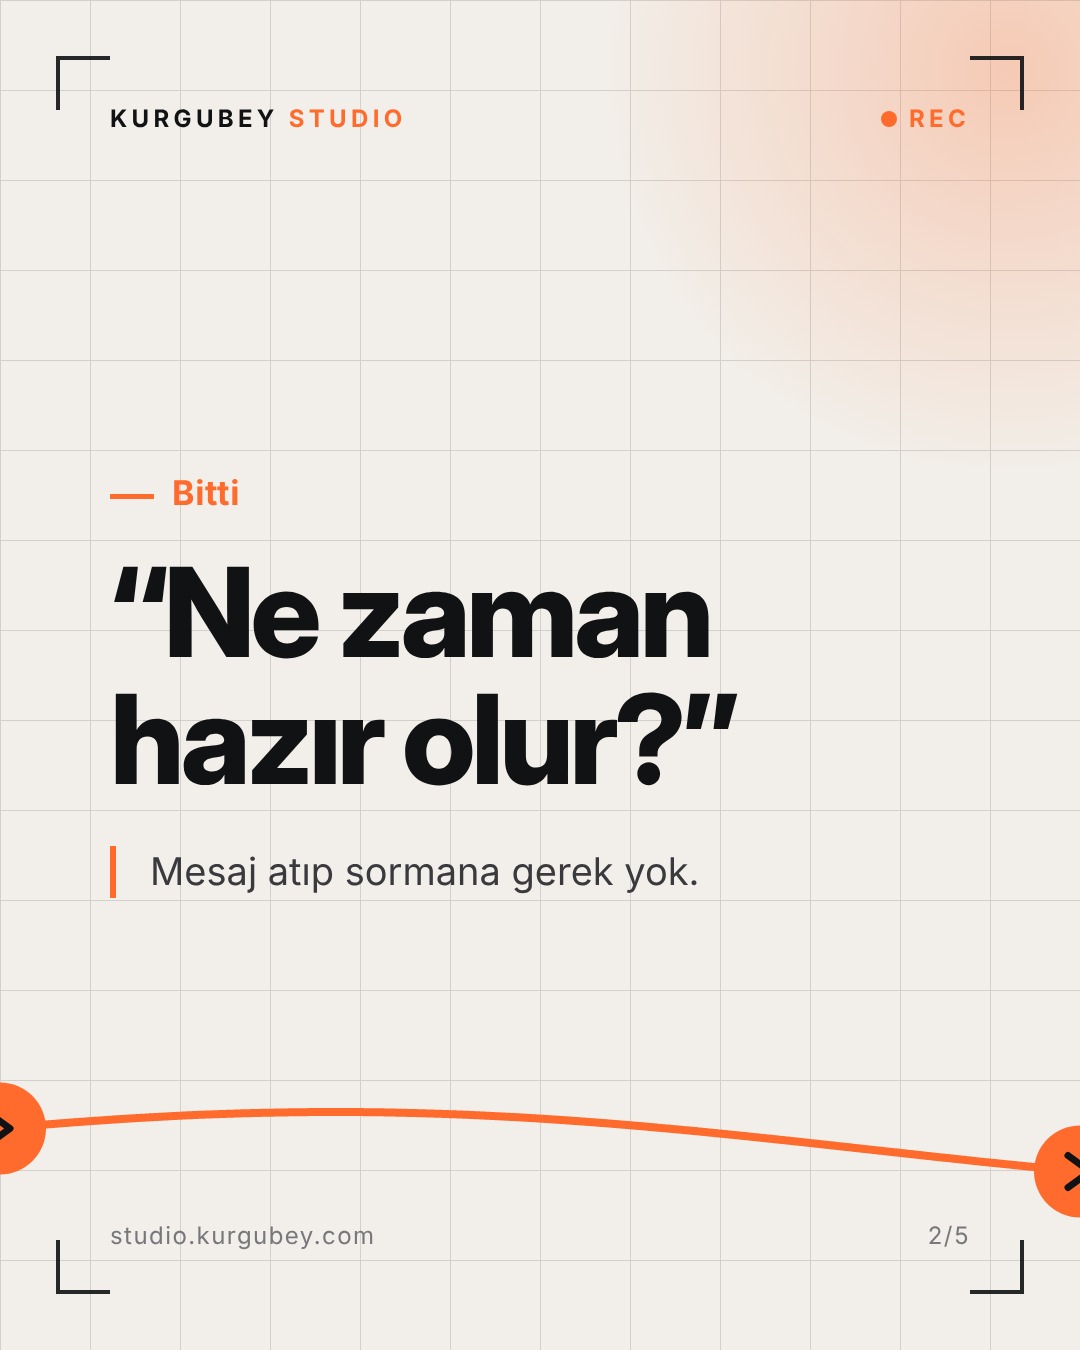 KURGUBEY STUDIO
REC
Bitti
“Ne zaman
hazır olur?”
Mesaj atıp sormana gerek yok.
studio.kurgubey.com
2/5